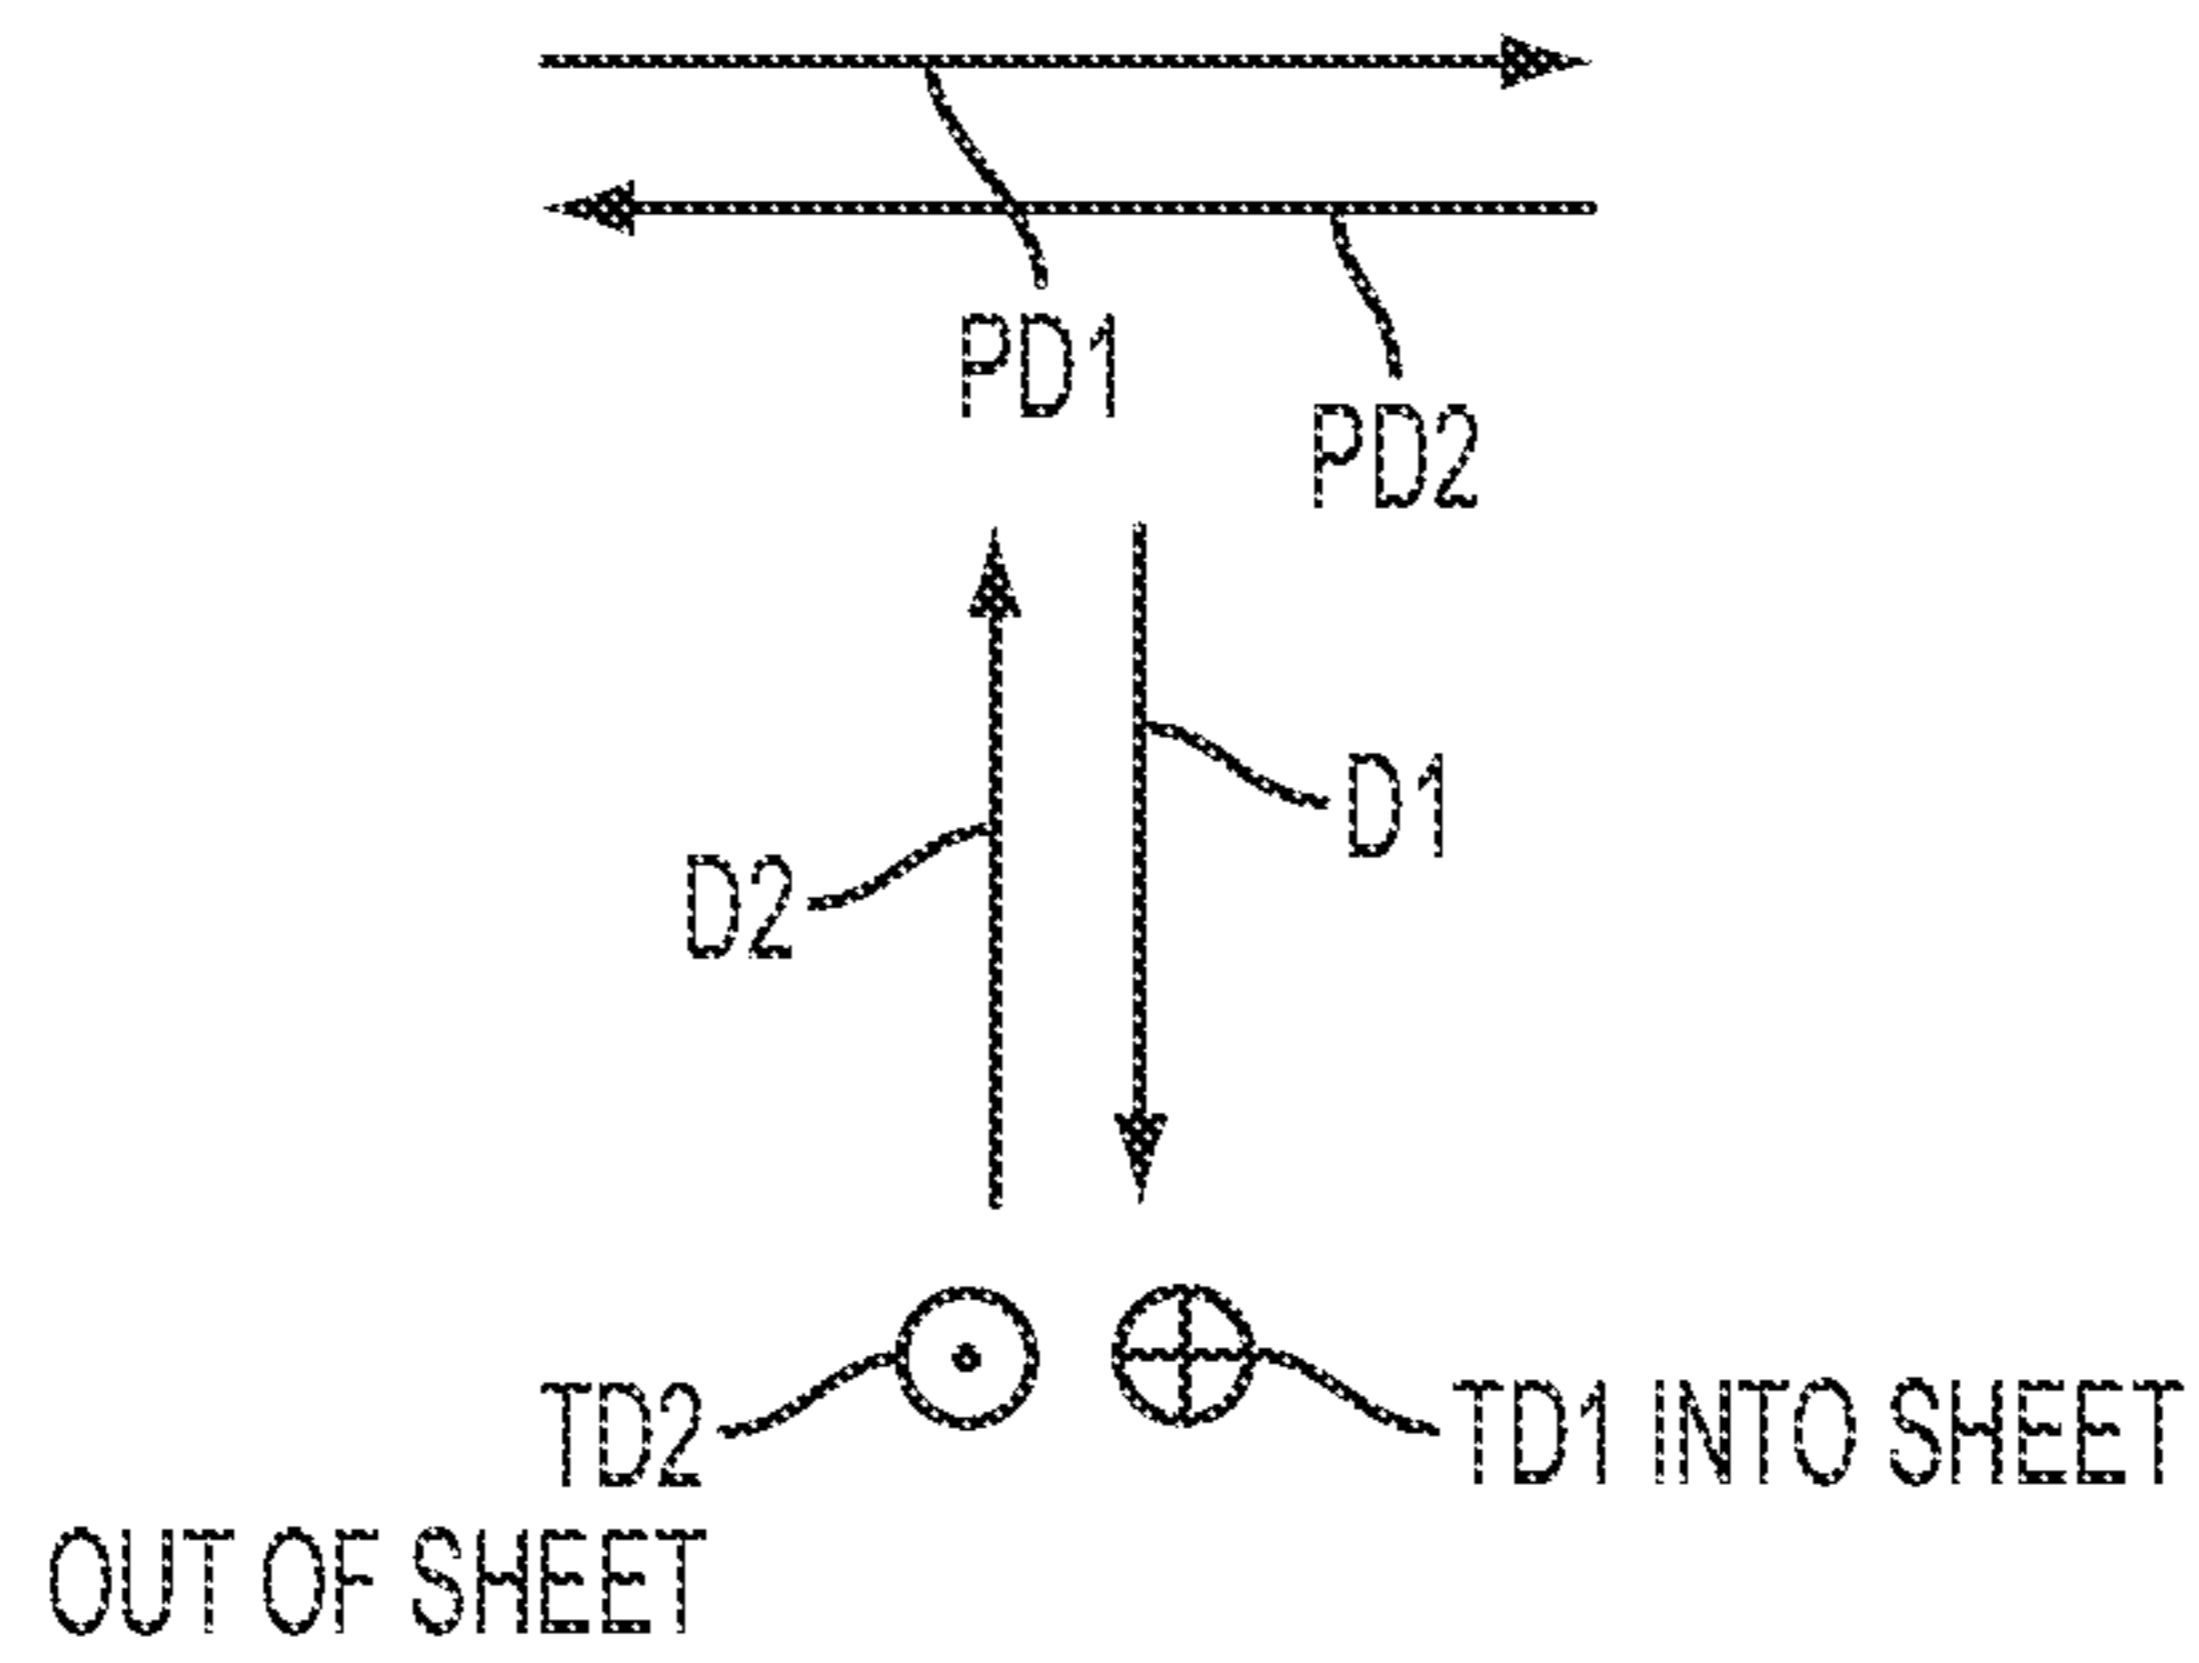 PD1
PD2
D1
D2
TD2
OUT OF SHEET
TD1 INTO SHEET